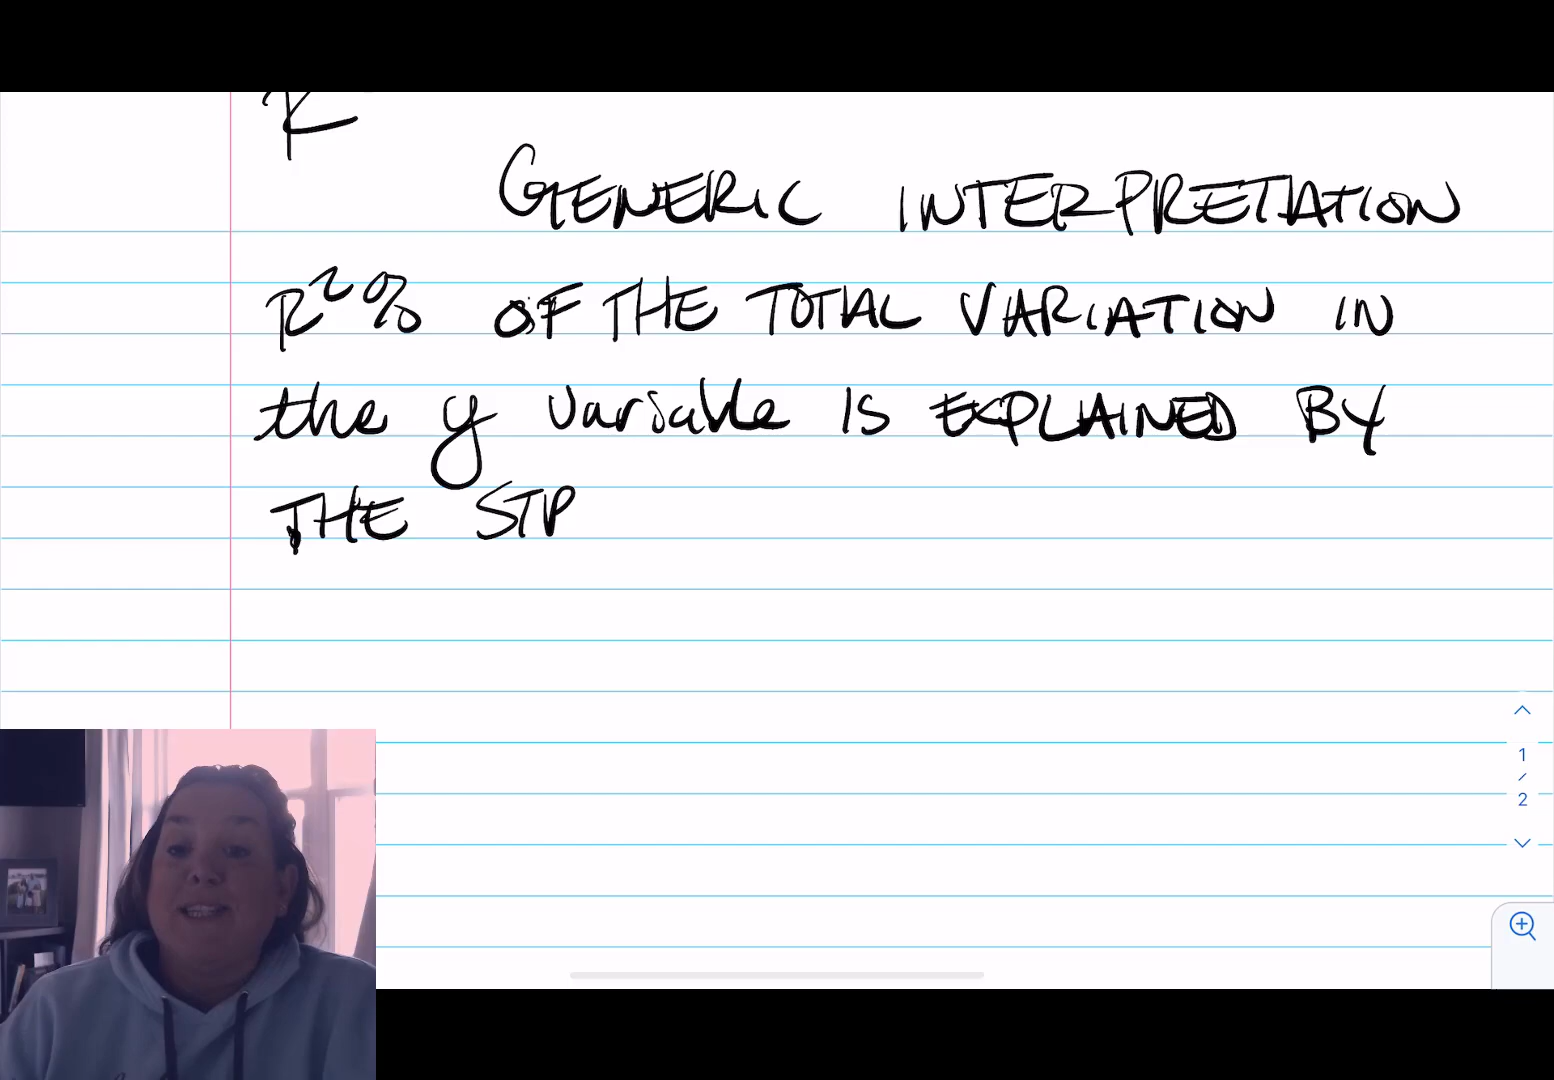 R
GENERIC INTERPRETATION
R²% OF THE TOTAL VARIATION IN
the y variable IS EXPLAINED BY
THE STP
1
/
2